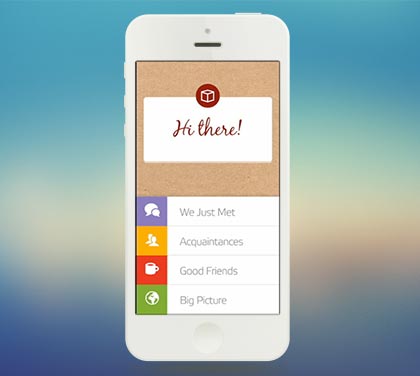 Hi there!
We Just Met
Acquaintances
Good Friends
Big Picture